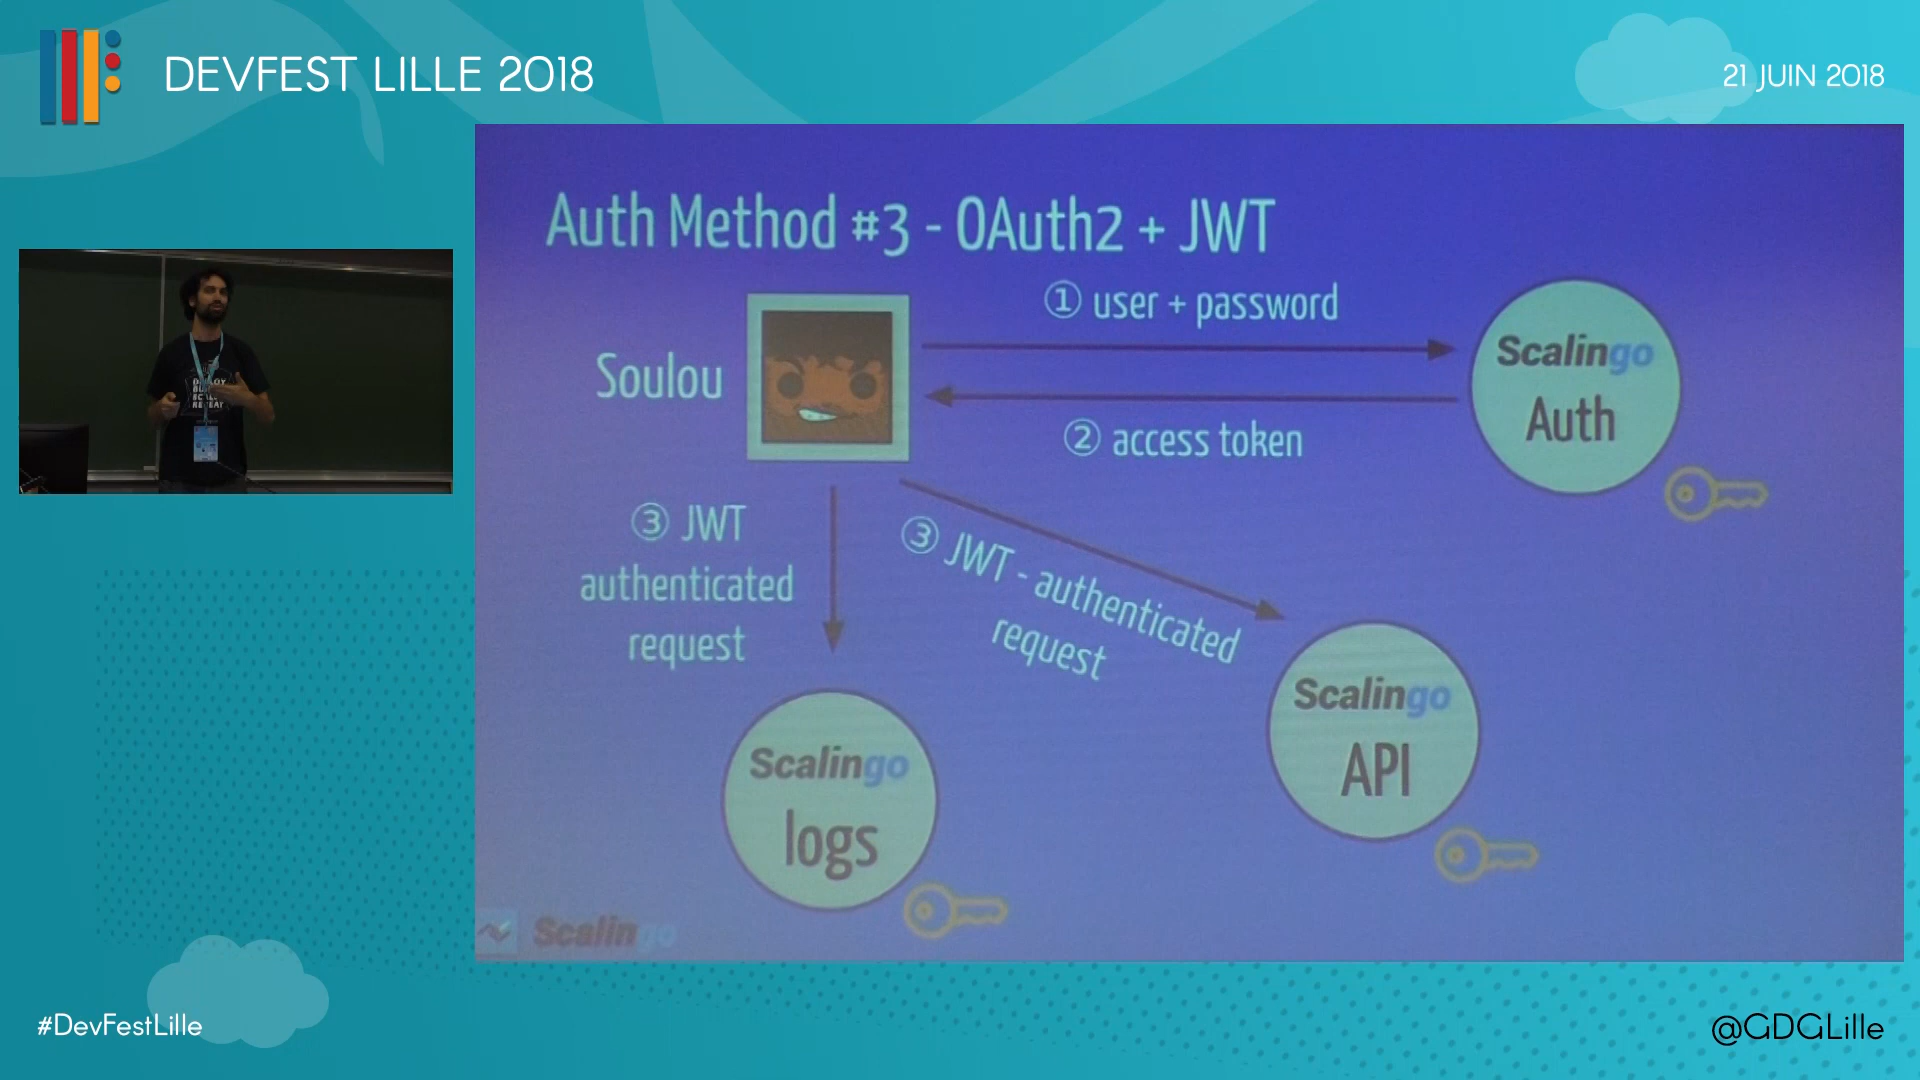 DEVFEST LILLE 2018
21 JUIN 2018
Auth Method #3 - OAuth2 + JWT
① user + password
Soulou
Scalingo
Auth
② access token
③ JWT
authenticated
request
③ JWT - authenticated
request
Scalingo
API
Scalingo
logs
Scalingo
#DevFestLille
@GDGLille